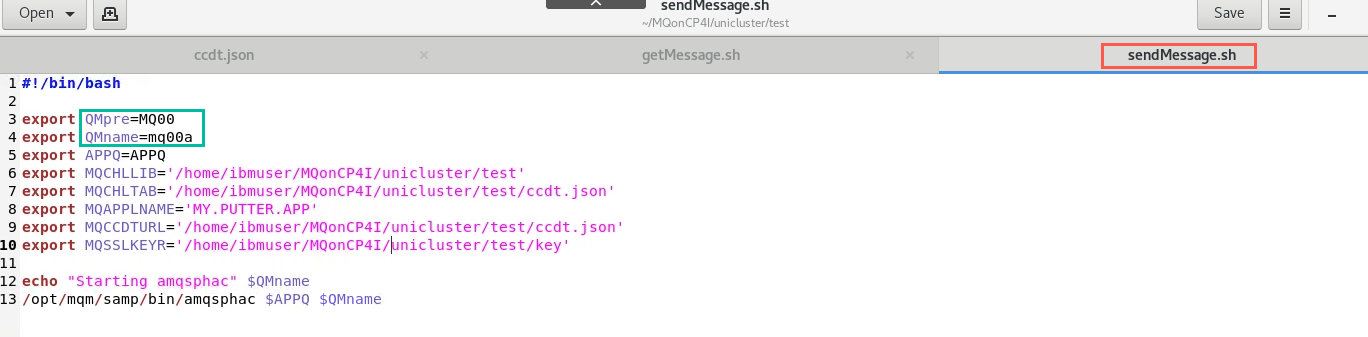 Open
sendMessage.sh
~/MQonCP4I/unicluster/test
Save
ccdt.json
getMessage.sh
sendMessage.sh
1 #!/bin/bash
2
3 export QMpre=MQ00
4 export QMname=mq00a
5 export APPQ=APPQ
6 export MQCHLLIB='/home/ibmuser/MQonCP4I/unicluster/test'
7 export MQCHLTAB='/home/ibmuser/MQonCP4I/unicluster/test/ccdt.json'
8 export MQAPPLNAME='MY.PUTTER.APP'
9 export MQCCDTURL='/home/ibmuser/MQonCP4I/unicluster/test/ccdt.json'
10 export MQSSLKEYR='/home/ibmuser/MQonCP4I/unicluster/test/key'
11
12 echo "Starting amqsphac" $QMname
13 /opt/mqm/samp/bin/amqsphac $APPQ $QMname